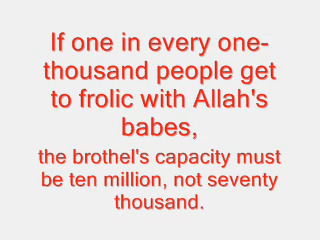 If one in every one-
thousand people get
to frolic with Allah's
babes,
the brothel's capacity must
be ten million, not seventy
thousand.